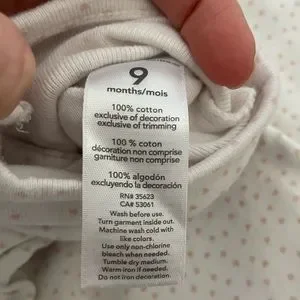 9
months/mois
100% cotton
exclusive of decoration
exclusive of trimming
100 % coton
décoration non comprise
garniture non comprise
100% algodón
excluyendo la decoración
RN# 35623
CA# 53061
Wash before use.
Turn garment inside out.
Machine wash cold with
like colors.
Use only non-chlorine
bleach when needed.
Tumble dry medium.
Warm iron if needed.
Do not iron decoration.